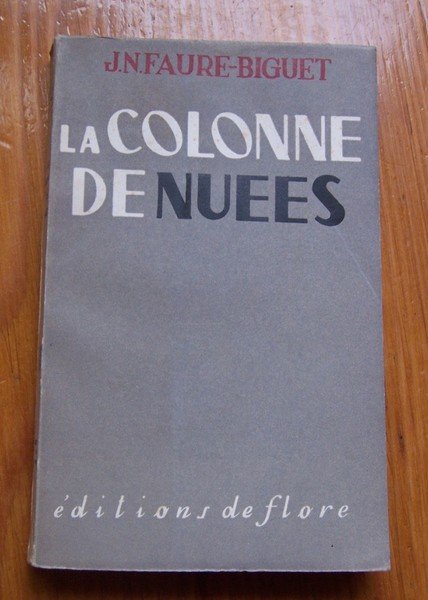 J.N.FAURE-BIGUET
LA COLONNE
DE NUEES
éditions de flore